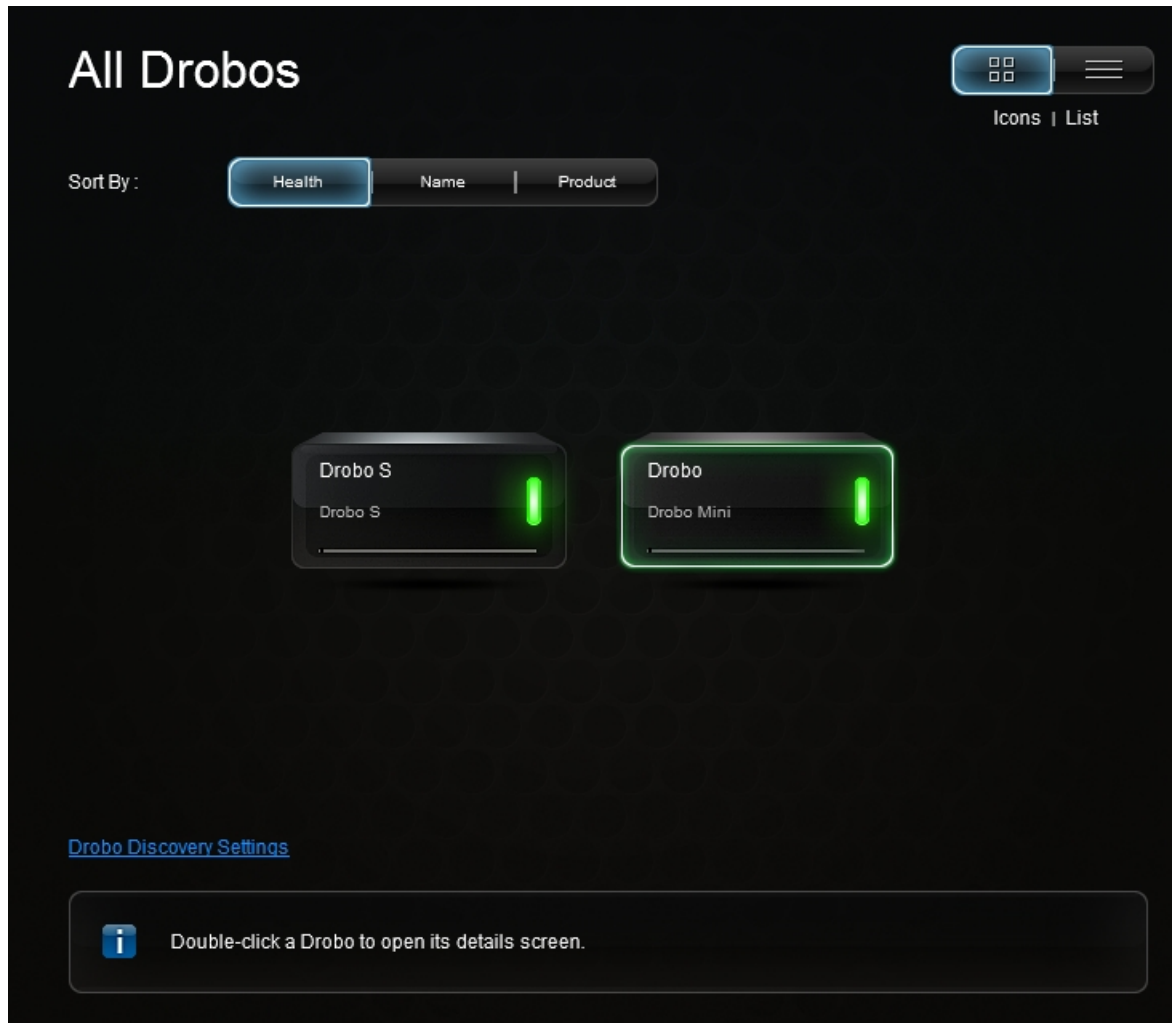 All Drobos
Icons | List
Sort By :
Health | Name | Product
Drobo S
Drobo S
Drobo
Drobo Mini
Drobo Discovery Settings
Double-click a Drobo to open its details screen.